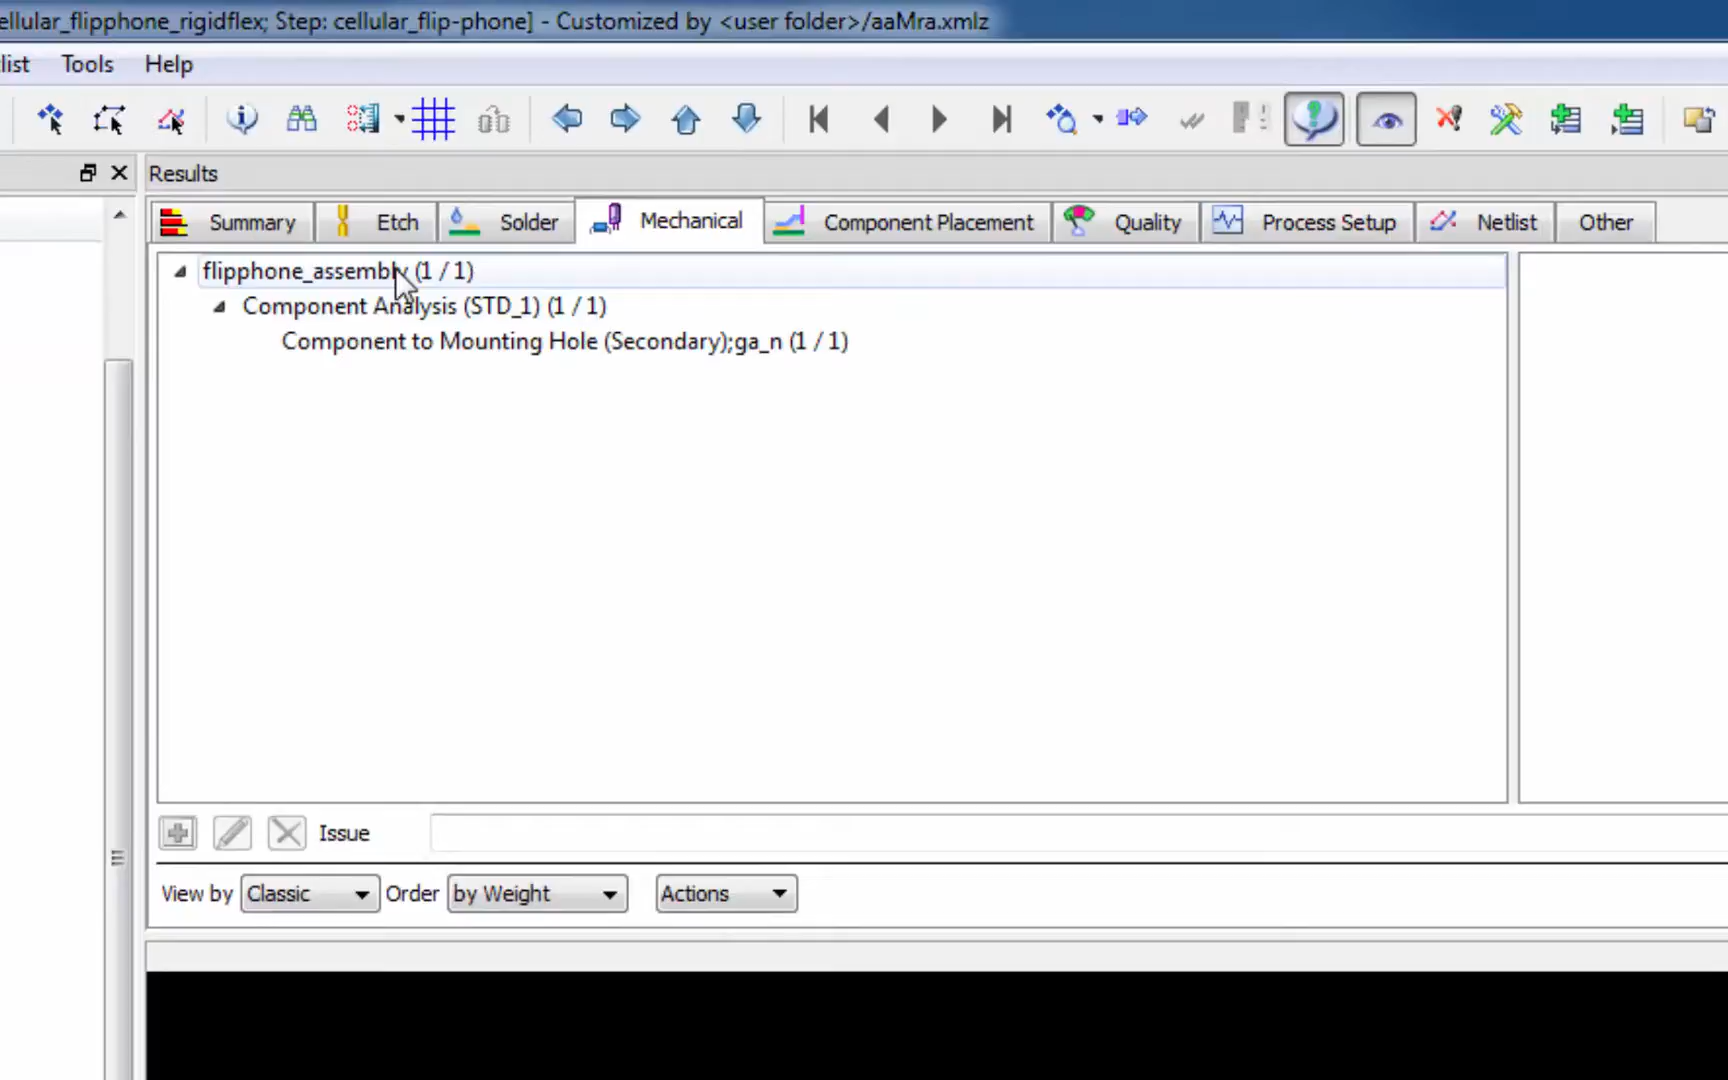 ellular_flipphone_rigidflex; Step: cellular_flip-phone] - Customized by <user folder>/aaMra.xmlz
list Tools Help
Results
Summary Etch Solder Mechanical Component Placement Quality Process Setup Netlist Other
flipphone_assembly (1 / 1)
Component Analysis (STD_1) (1 / 1)
Component to Mounting Hole (Secondary);ga_n (1 / 1)
Issue
View by Classic Order by Weight Actions